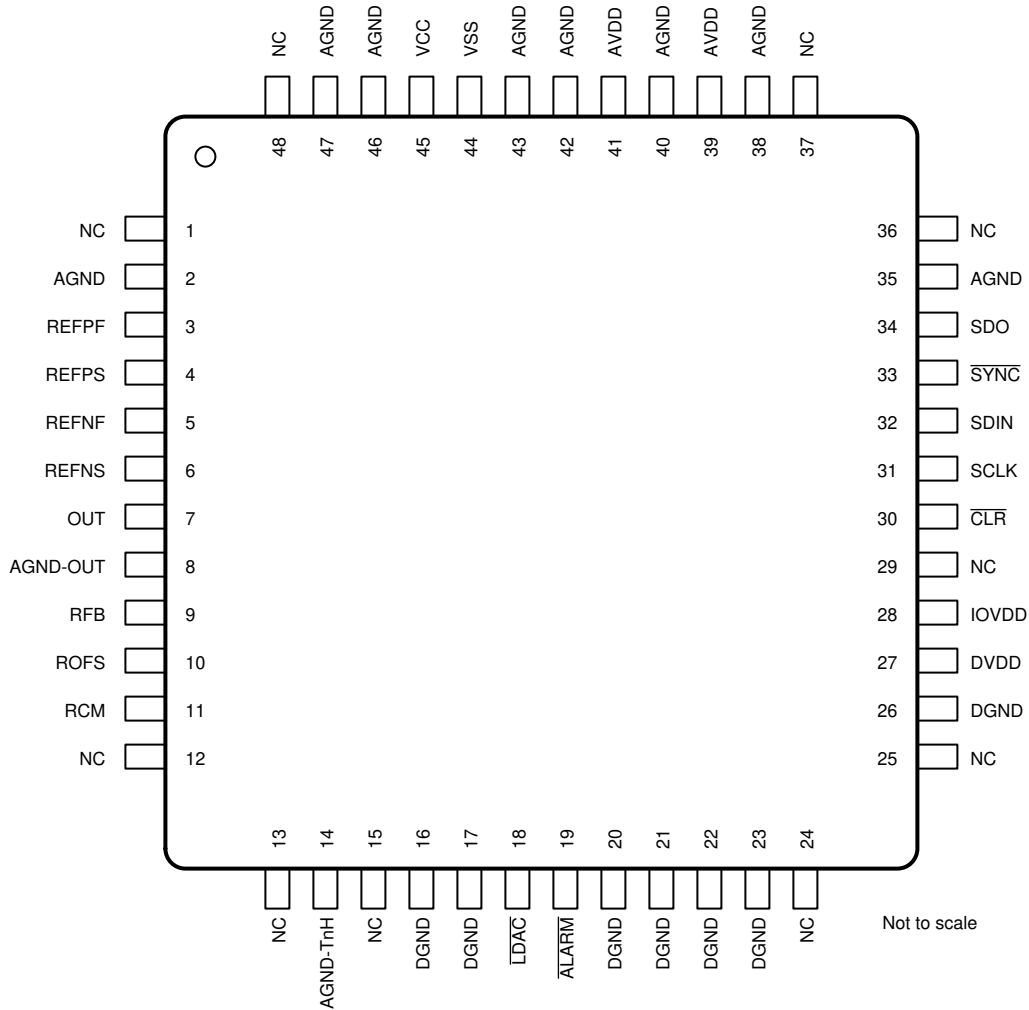 NC AGND AGND VCC VSS AGND AGND AVDD AGND AVDD AGND NC
48 47 46 45 44 43 42 41 40 39 38 37
NC 1 36 NC
AGND 2 35 AGND
REFPF 3 34 SDO
REFPS 4 33 SYNC
REFNF 5 32 SDIN
REFNS 6 31 SCLK
OUT 7 30 CLR
AGND-OUT 8 29 NC
RFB 9 28 IOVDD
ROFS 10 27 DVDD
RCM 11 26 DGND
NC 12 25 NC
13 14 15 16 17 18 19 20 21 22 23 24
NC AGND-TnH NC DGND DGND LDAC ALARM DGND DGND DGND DGND NC
Not to scale